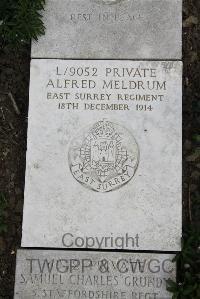 REST IN PEACE
L/9052 PRIVATE
ALFRED MELDRUM
EAST SURREY REGIMENT
18TH DECEMBER 1914
EAST SURREY
Copyright
TWGPP & CWGC
SAMUEL CHARLES GRUNDY
S. STAFFORDSHIRE REGT.